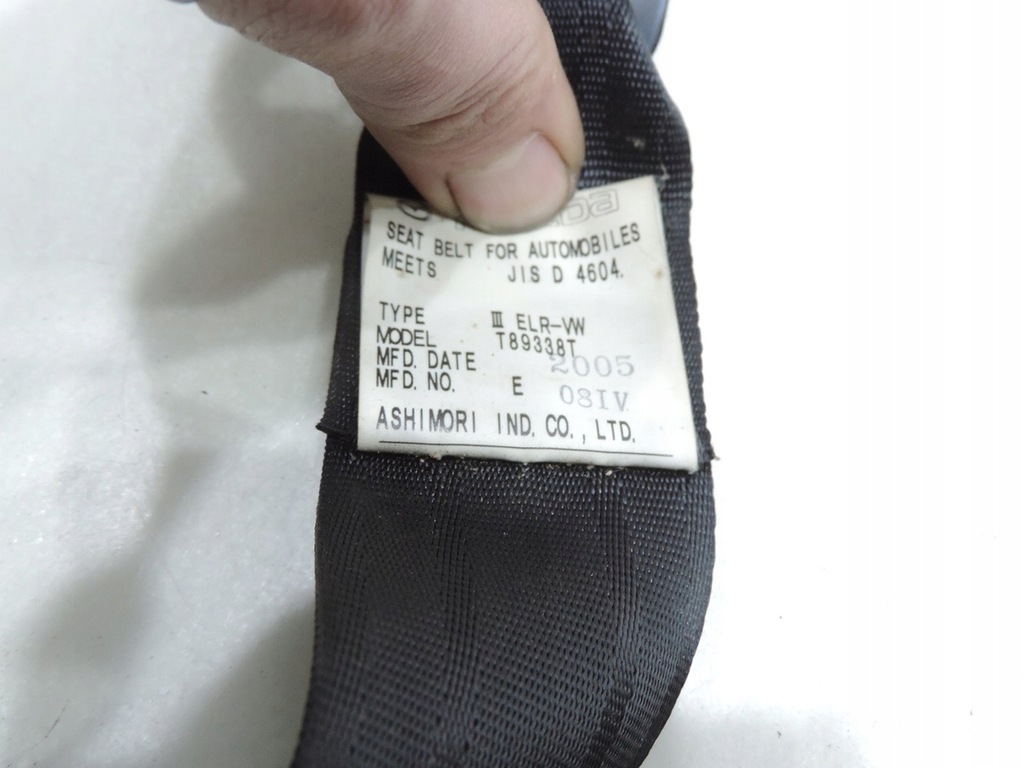 SEAT BELT FOR AUTOMOBILES
MEETS JIS D 4604.
TYPE III ELR-VW
MODEL T89338T
MFD. DATE 2005
MFD. NO. E 08IV
ASHIMORI IND. CO., LTD.